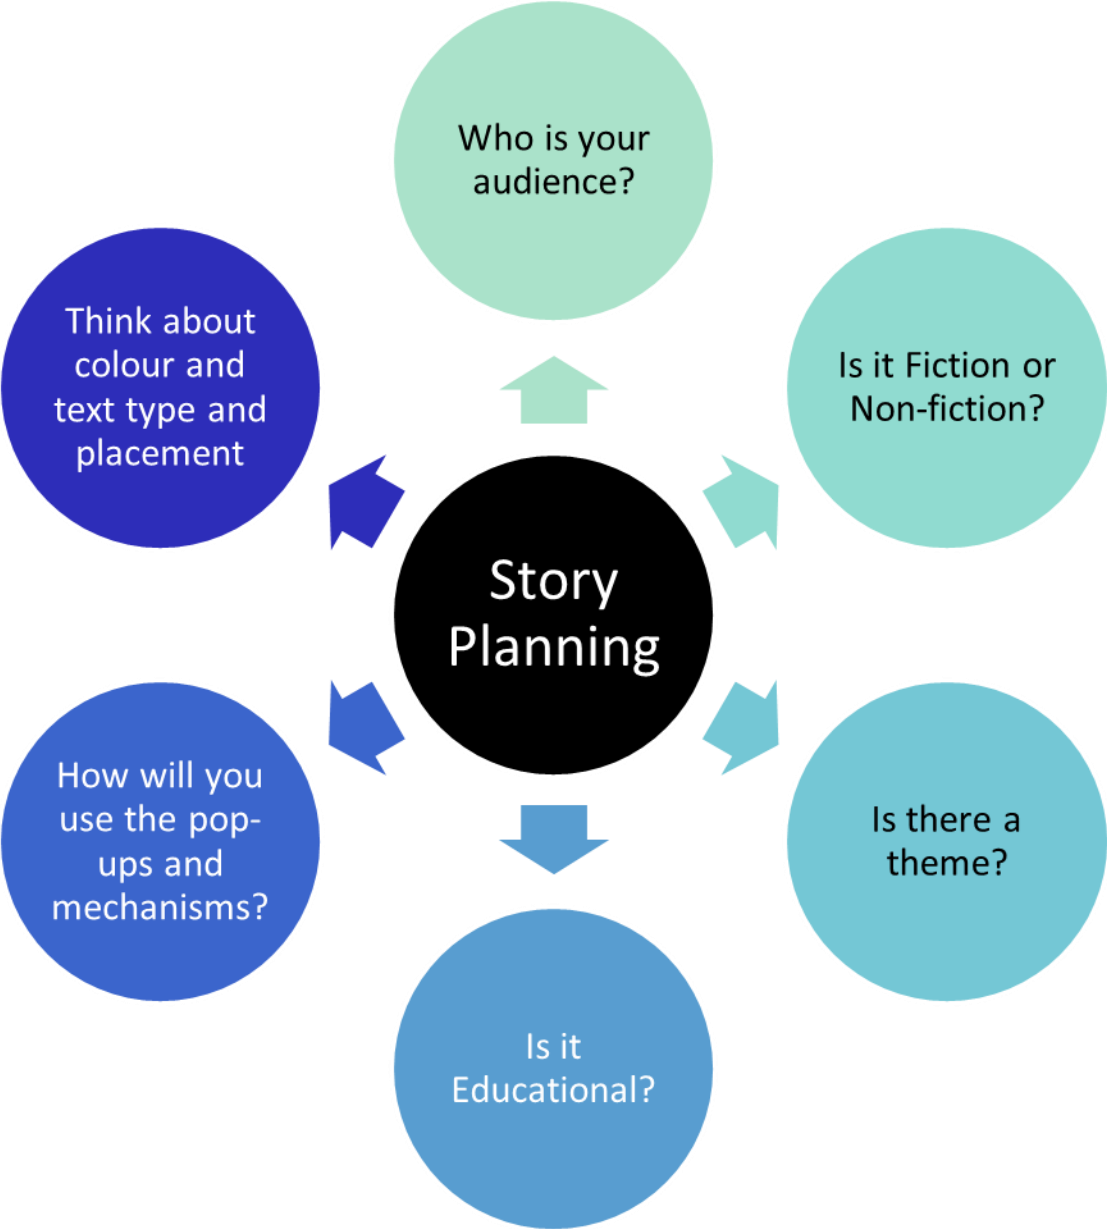 Who is your
audience?
Is it Fiction or
Non-fiction?
Is there a
theme?
Is it
Educational?
How will you
use the pop-
ups and
mechanisms?
Think about
colour and
text type and
placement
Story
Planning